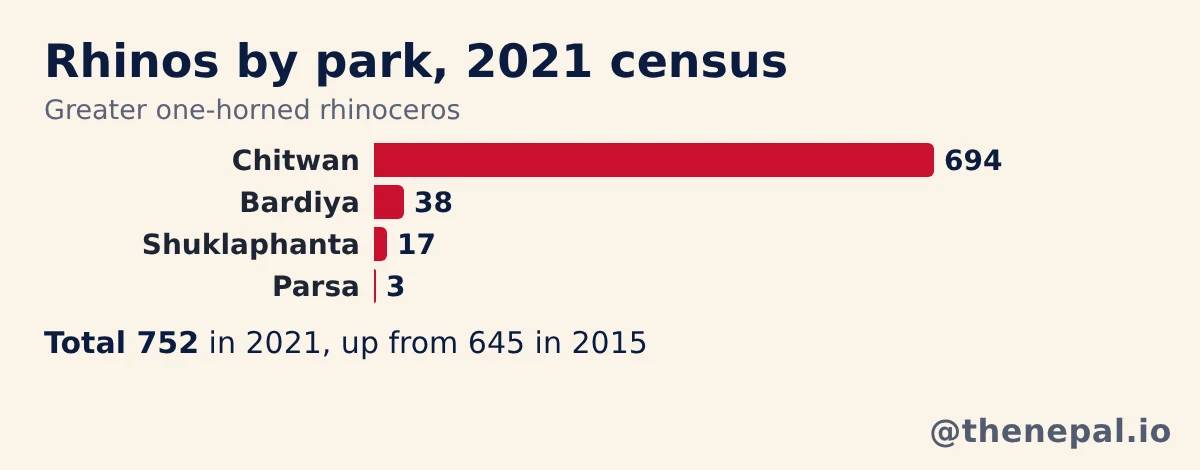 Rhinos by park, 2021 census
Greater one-horned rhinoceros
Chitwan 694
Bardiya 38
Shuklaphanta 17
Parsa 3
Total 752 in 2021, up from 645 in 2015
@thenepal.io